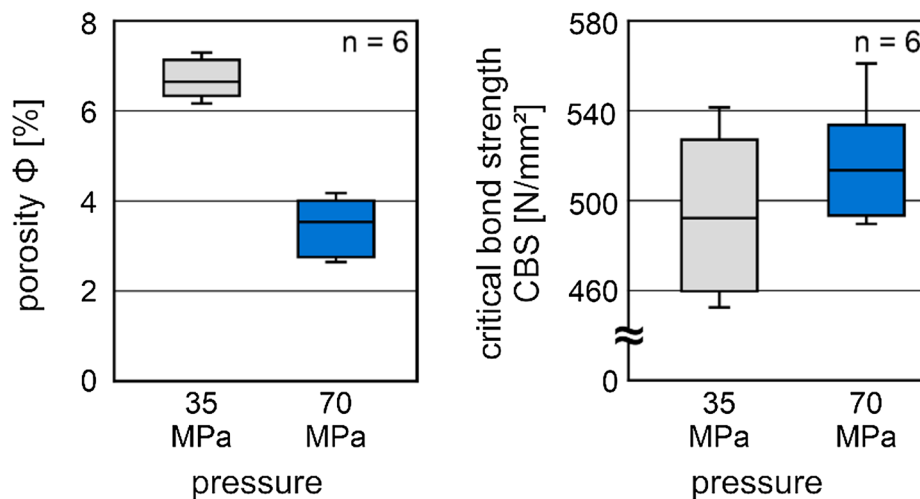 porosity Φ [%]
8
6
4
2
0
n = 6
35
MPa
70
MPa
pressure
critical bond strength
CBS [N/mm²]
580
540
500
460
0
n = 6
35
MPa
70
MPa
pressure